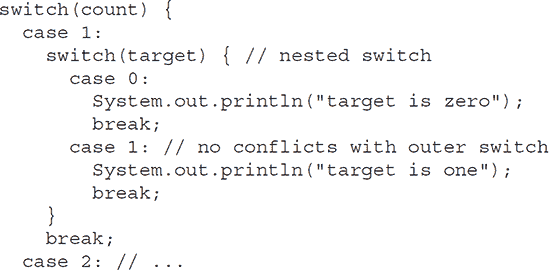 switch(count) {
  case 1:
    switch(target) { // nested switch
      case 0:
        System.out.println("target is zero");
        break;
      case 1: // no conflicts with outer switch
        System.out.println("target is one");
        break;
    }
    break;
  case 2: // ...